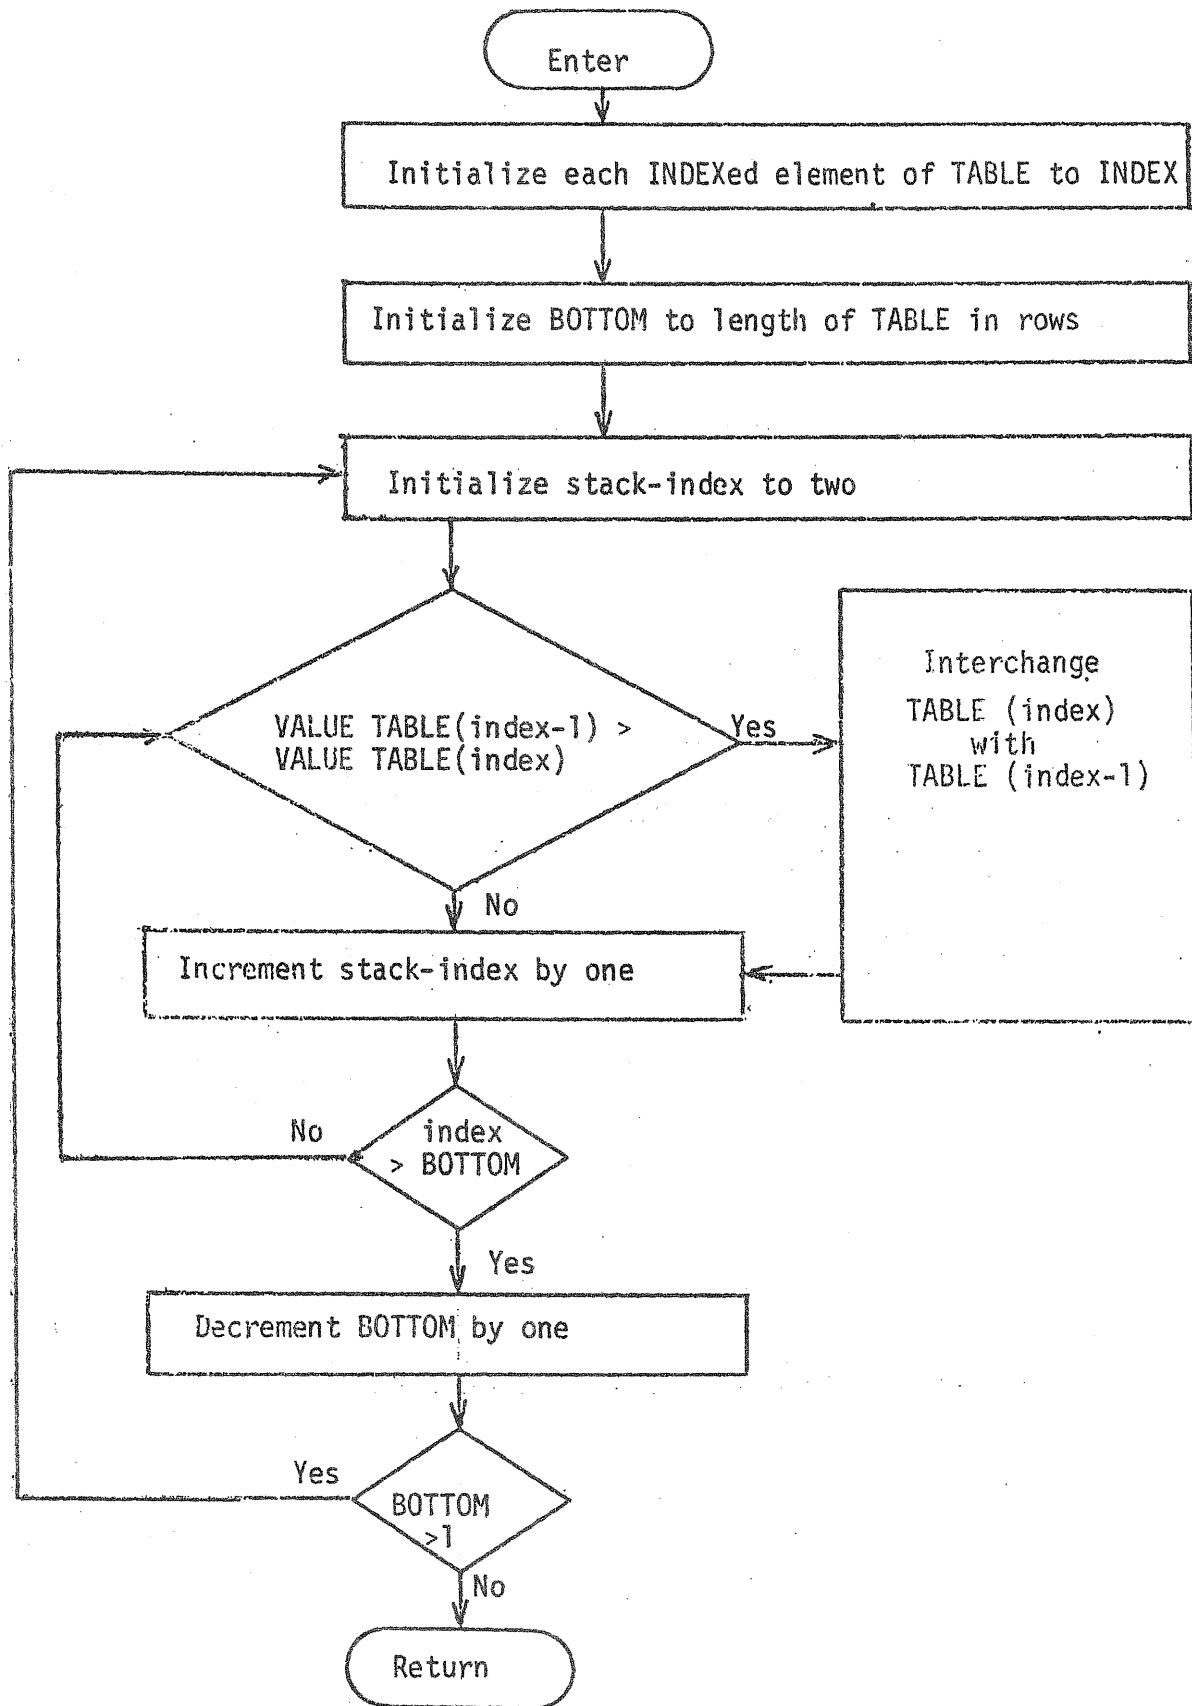 Enter
Initialize each INDEXed element of TABLE to INDEX
Initialize BOTTOM to length of TABLE in rows
Initialize stack-index to two
VALUE TABLE(index-1) >
VALUE TABLE(index)
Yes
Interchange
TABLE (index)
with
TABLE (index-1)
No
Increment stack-index by one
No
index
> BOTTOM
Yes
Decrement BOTTOM by one
Yes
BOTTOM
>1
No
Return